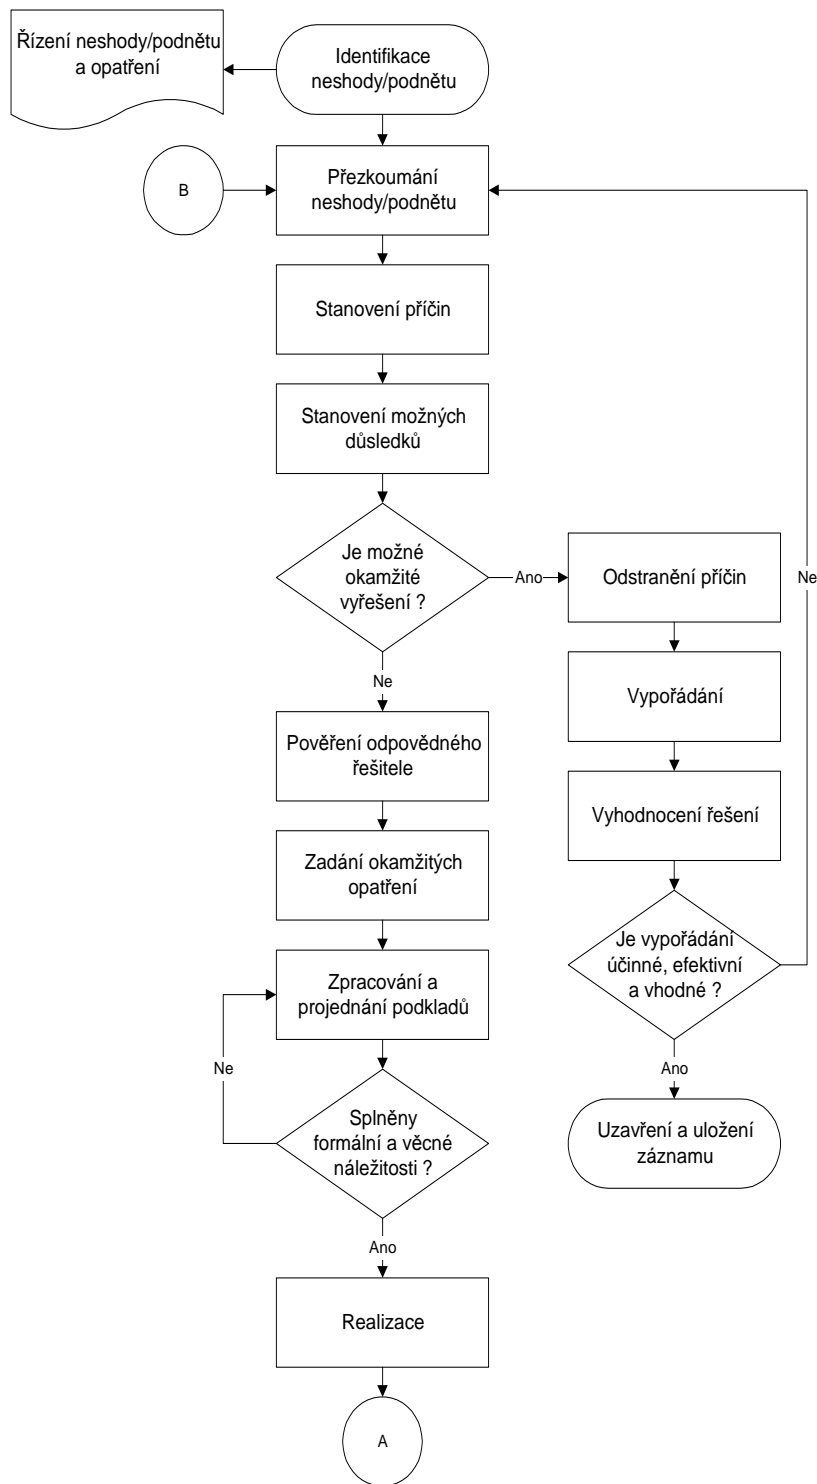 Řízení neshody/podnětu
a opatření
Identifikace
neshody/podnětu
B
Přezkoumání
neshody/podnětu
Stanovení příčin
Stanovení možných
důsledků
Je možné
okamžité
vyřešení ?
Ano
Odstranění příčin
Ne
Ne
Vypořádání
Pověření odpovědného
řešitele
Vyhodnocení řešení
Zadání okamžitých
opatření
Je vypořádání
účinné, efektivní
a vhodné ?
Zpracování a
projednání podkladů
Ne
Ano
Splněny
formální a věcné
náležitosti ?
Uzavření a uložení
záznamu
Ano
Realizace
A